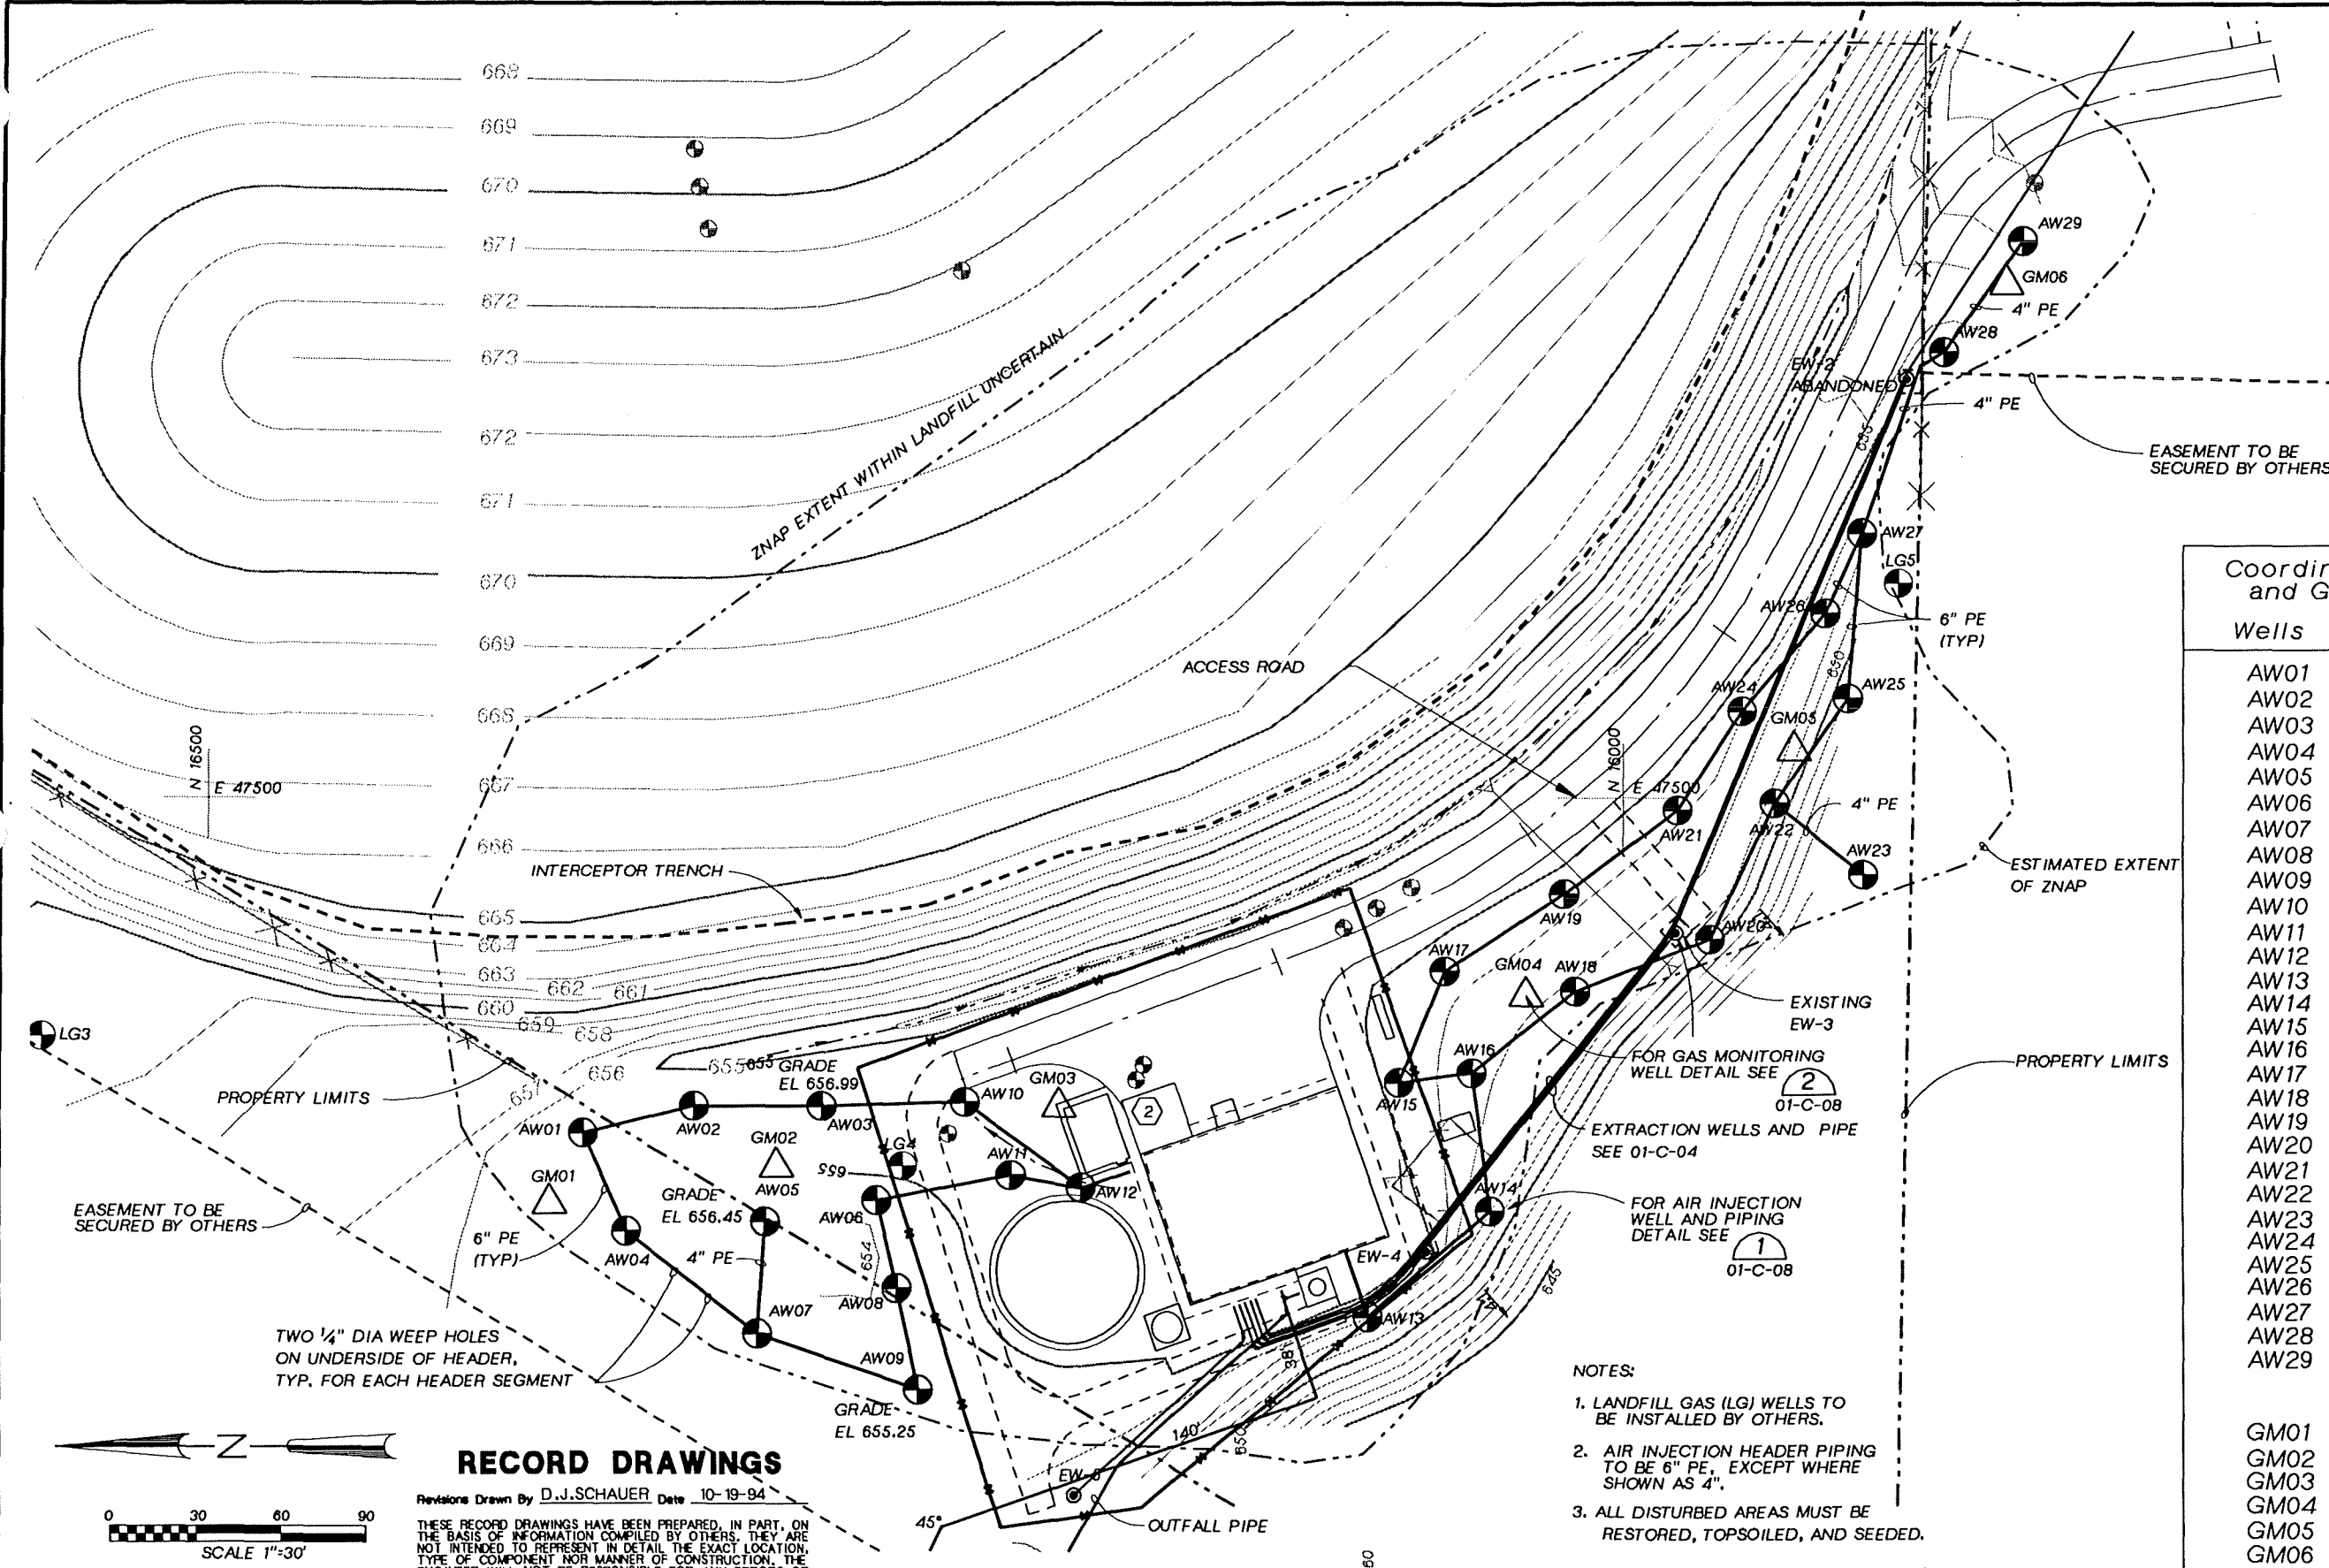 668
669
670
671
672
673
672
671
670
669
668
667
666
665
664
663
662
661
660
659
658
657
656
655
655
ZNAP EXTENT WITHIN LANDFILL UNCERTAIN
AW29
GM06
4" PE
AW28
EW-2
ABANDONED
4" PE
635
EASEMENT TO BE
SECURED BY OTHERS
AW27
LG5
AW26
6" PE
(TYP)
650
ACCESS ROAD
AW24
AW25
GM05
N 16500
E 47500
N 16000
E 47500
AW21
AW22
4" PE
AW23
INTERCEPTOR TRENCH
ESTIMATED EXTENT
OF ZNAP
AW19
AW20
AW17
GM04
AW18
EXISTING
EW-3
LG3
PROPERTY LIMITS
GRADE
EL 656.99
AW10
GM03
2
AW16
AW15
FOR GAS MONITORING
WELL DETAIL SEE
2
01-C-08
PROPERTY LIMITS
AW01
AW02
AW03
GM02
LG4
AW11
EXTRACTION WELLS AND PIPE
SEE 01-C-04
GM01
655
AW05
GRADE
EL 656.45
AW12
AW06
AW14
FOR AIR INJECTION
WELL AND PIPING
DETAIL SEE
1
01-C-08
EASEMENT TO BE
SECURED BY OTHERS
6" PE
(TYP)
AW04
4" PE
654
EW-4
AW08
645
AW07
AW13
TWO 1/4" DIA WEEP HOLES
ON UNDERSIDE OF HEADER,
TYP. FOR EACH HEADER SEGMENT
AW09
38'
GRADE
EL 655.25
140'
650
EW-5
45°
OUTFALL PIPE
60
NOTES:
1. LANDFILL GAS (LG) WELLS TO
BE INSTALLED BY OTHERS.
2. AIR INJECTION HEADER PIPING
TO BE 6" PE, EXCEPT WHERE
SHOWN AS 4".
3. ALL DISTURBED AREAS MUST BE
RESTORED, TOPSOILED, AND SEEDED.
Z
0 30 60 90
SCALE 1"=30'
RECORD DRAWINGS
Revisions Drawn By D.J.SCHAUER Date 10-19-94
THESE RECORD DRAWINGS HAVE BEEN PREPARED, IN PART, ON
THE BASIS OF INFORMATION COMPILED BY OTHERS. THEY ARE
NOT INTENDED TO REPRESENT IN DETAIL THE EXACT LOCATION,
TYPE OF COMPONENT NOR MANNER OF CONSTRUCTION. THE
Coordin
and G
Wells
AW01
AW02
AW03
AW04
AW05
AW06
AW07
AW08
AW09
AW10
AW11
AW12
AW13
AW14
AW15
AW16
AW17
AW18
AW19
AW20
AW21
AW22
AW23
AW24
AW25
AW26
AW27
AW28
AW29
GM01
GM02
GM03
GM04
GM05
GM06